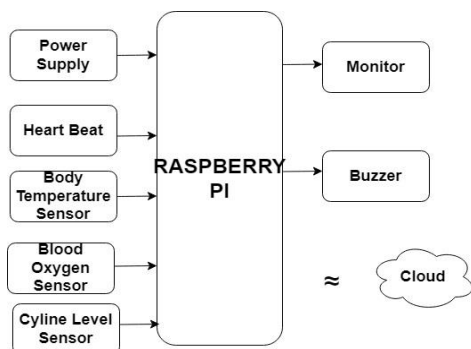 Power
Supply
Heart Beat
Body
Temperature
Sensor
Blood
Oxygen
Sensor
Cyline Level
Sensor
RASPBERRY
PI
Monitor
Buzzer
≈
Cloud